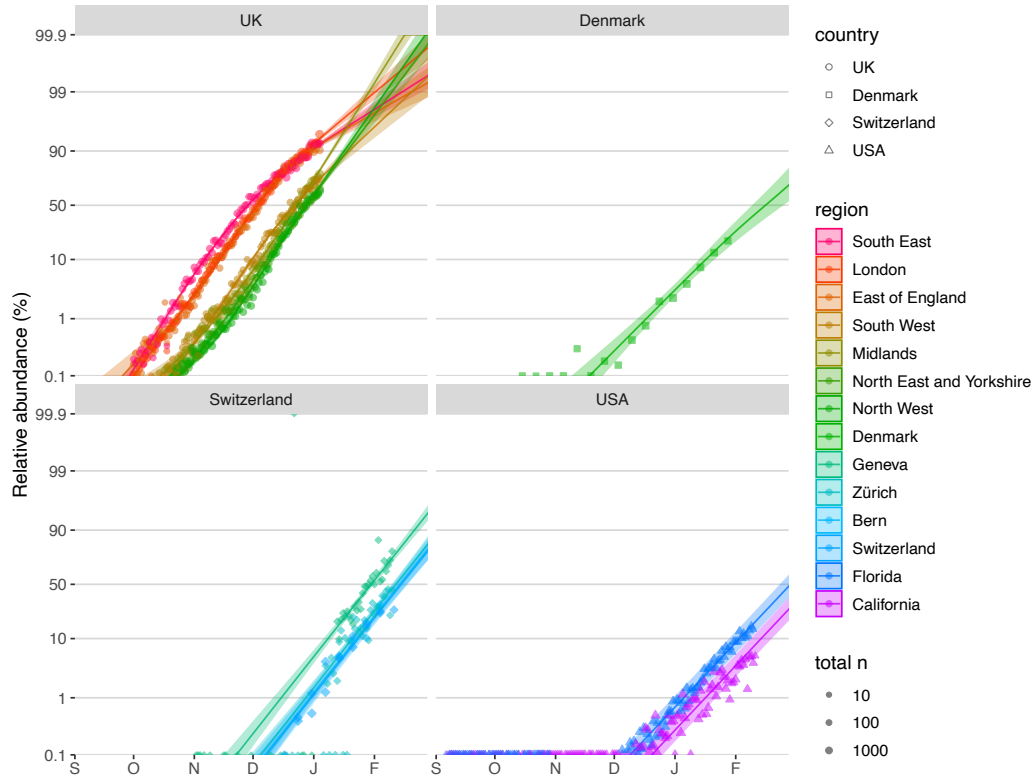 UK
Denmark
99.9
99
90
50
10
1
0.1
Switzerland
USA
99.9
99
90
50
10
1
0.1
S O N D J F
S O N D J F
Relative abundance (%)
country
UK
Denmark
Switzerland
USA
region
South East
London
East of England
South West
Midlands
North East and Yorkshire
North West
Denmark
Geneva
Zürich
Bern
Switzerland
Florida
California
total n
10
100
1000